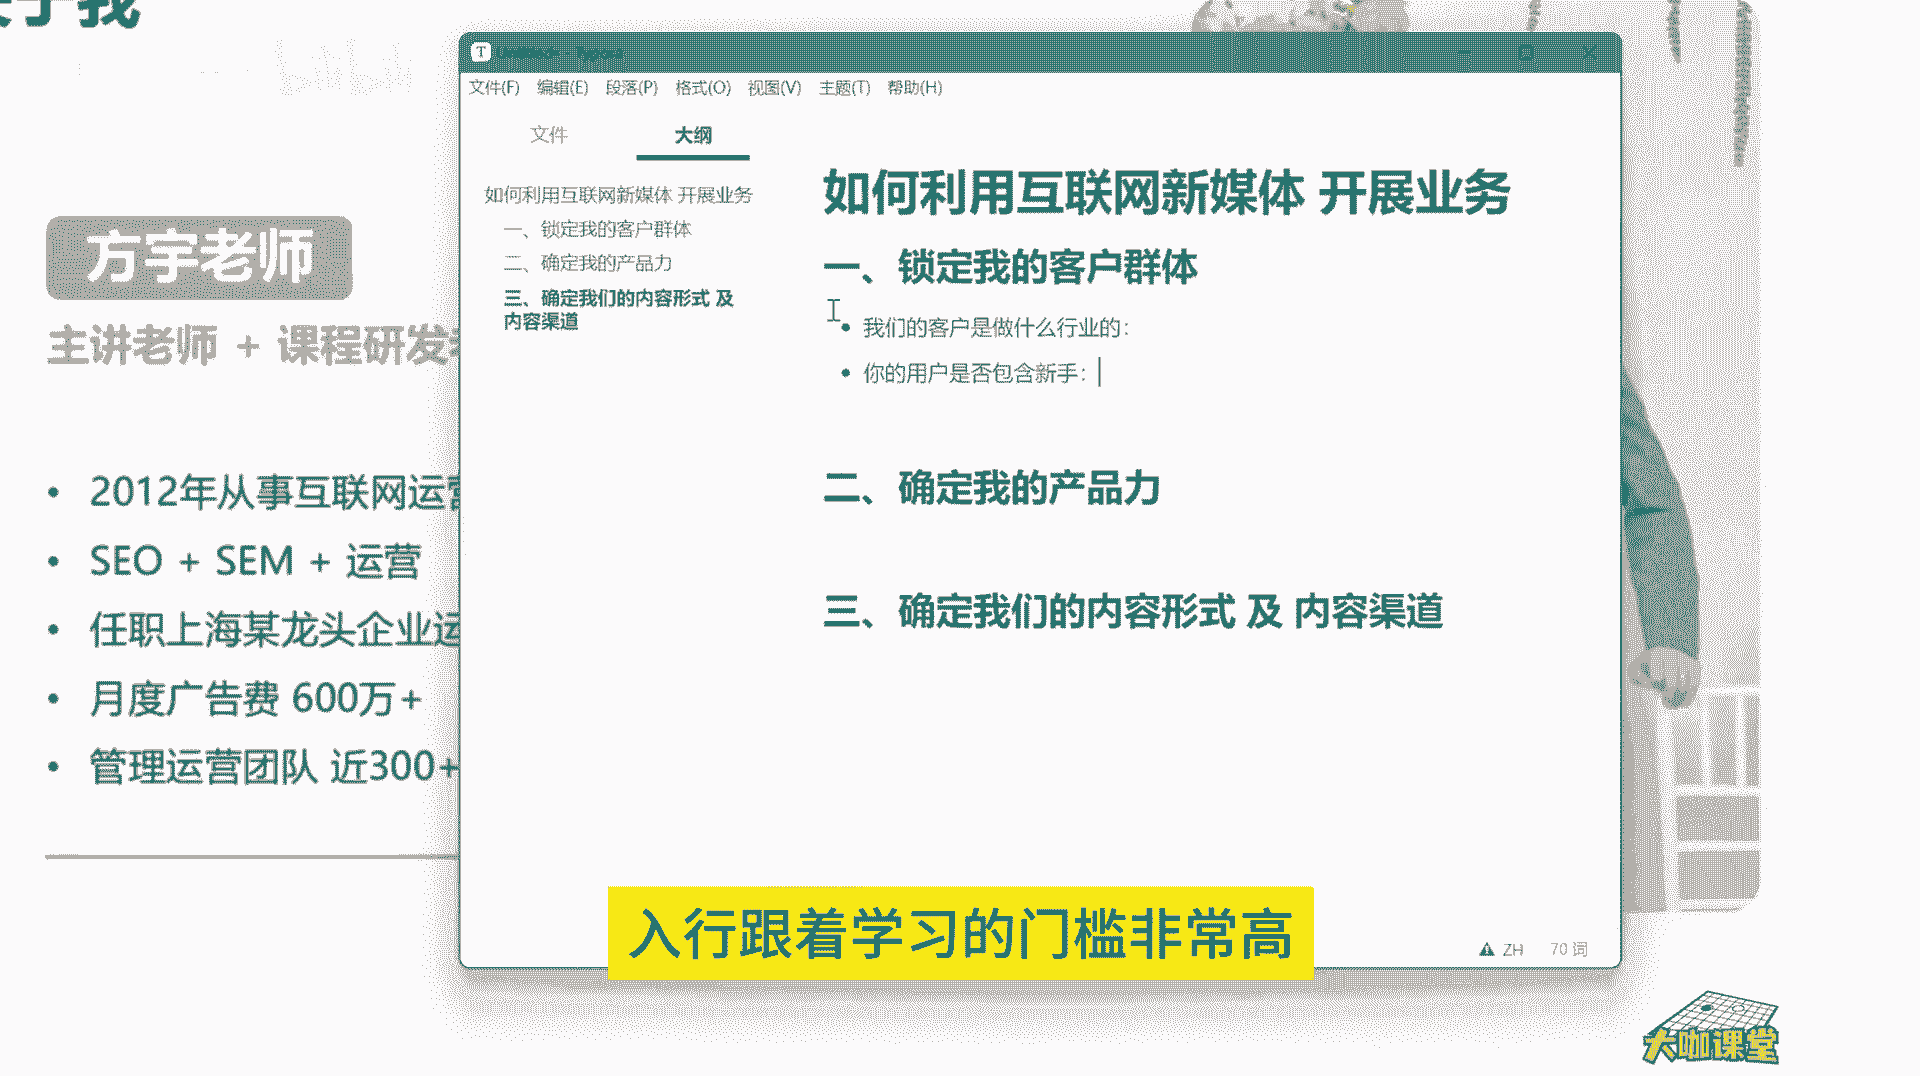 关于我
bilibili
方宇老师
主讲老师 + 课程研发
2012年从事互联网运营
SEO + SEM + 运营
任职上海某龙头企业运
月度广告费 600万+
管理运营团队 近300+
文件(F) 编辑(E) 段落(P) 格式(O) 视图(V) 主题(T) 帮助(H)
文件 大纲
如何利用互联网新媒体 开展业务
一、锁定我的客户群体
二、确定我的产品力
三、确定我们的内容形式 及
内容渠道
如何利用互联网新媒体 开展业务
一、锁定我的客户群体
我们的客户是做什么行业的：
你的用户是否包含新手：
二、确定我的产品力
三、确定我们的内容形式 及 内容渠道
ZH 70 词
入行跟着学习的门槛非常高
大咖课堂